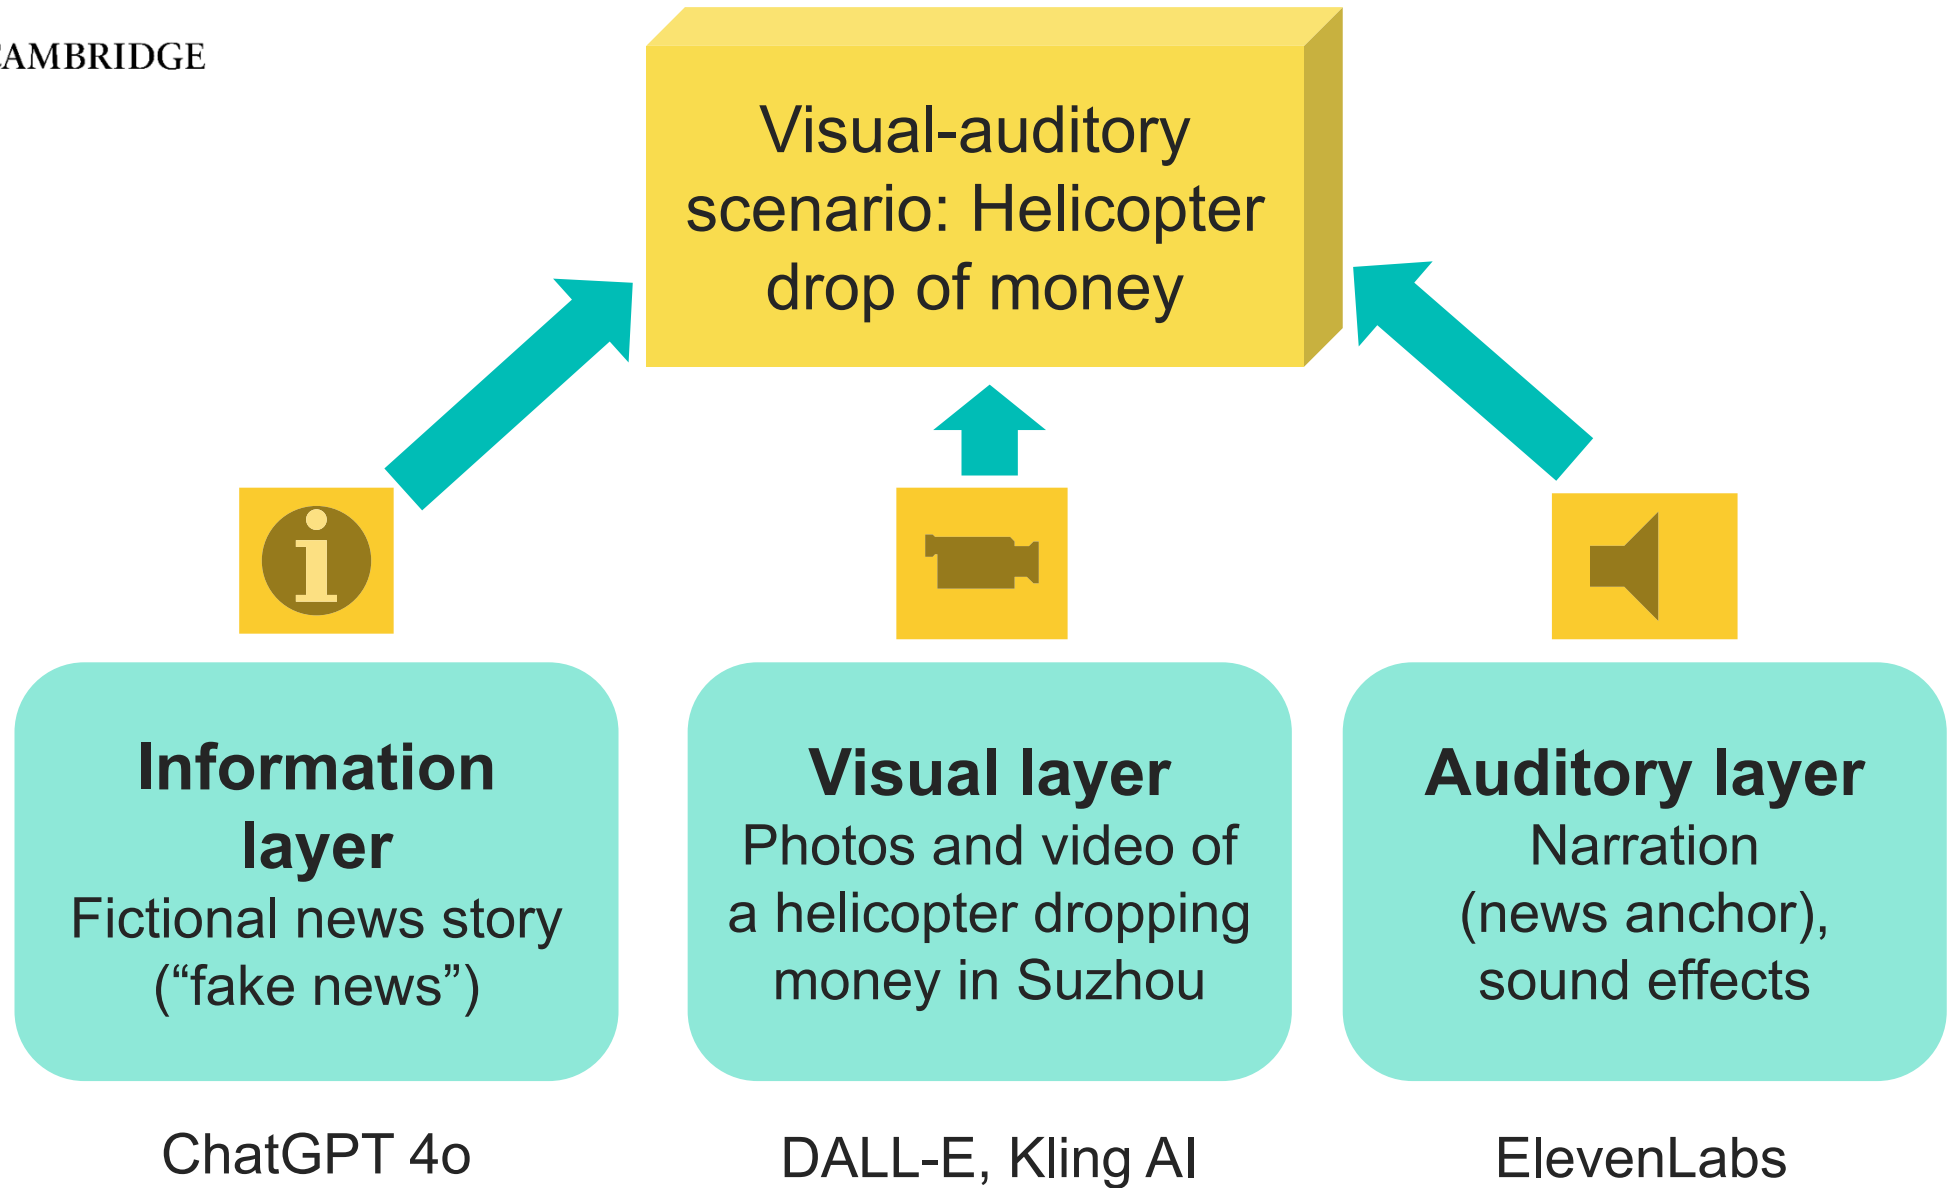 CAMBRIDGE
Visual-auditory
scenario: Helicopter
drop of money
Information
layer
Fictional news story
(“fake news”)
Visual layer
Photos and video of
a helicopter dropping
money in Suzhou
Auditory layer
Narration
(news anchor),
sound effects
ChatGPT 4o
DALL-E, Kling AI
ElevenLabs